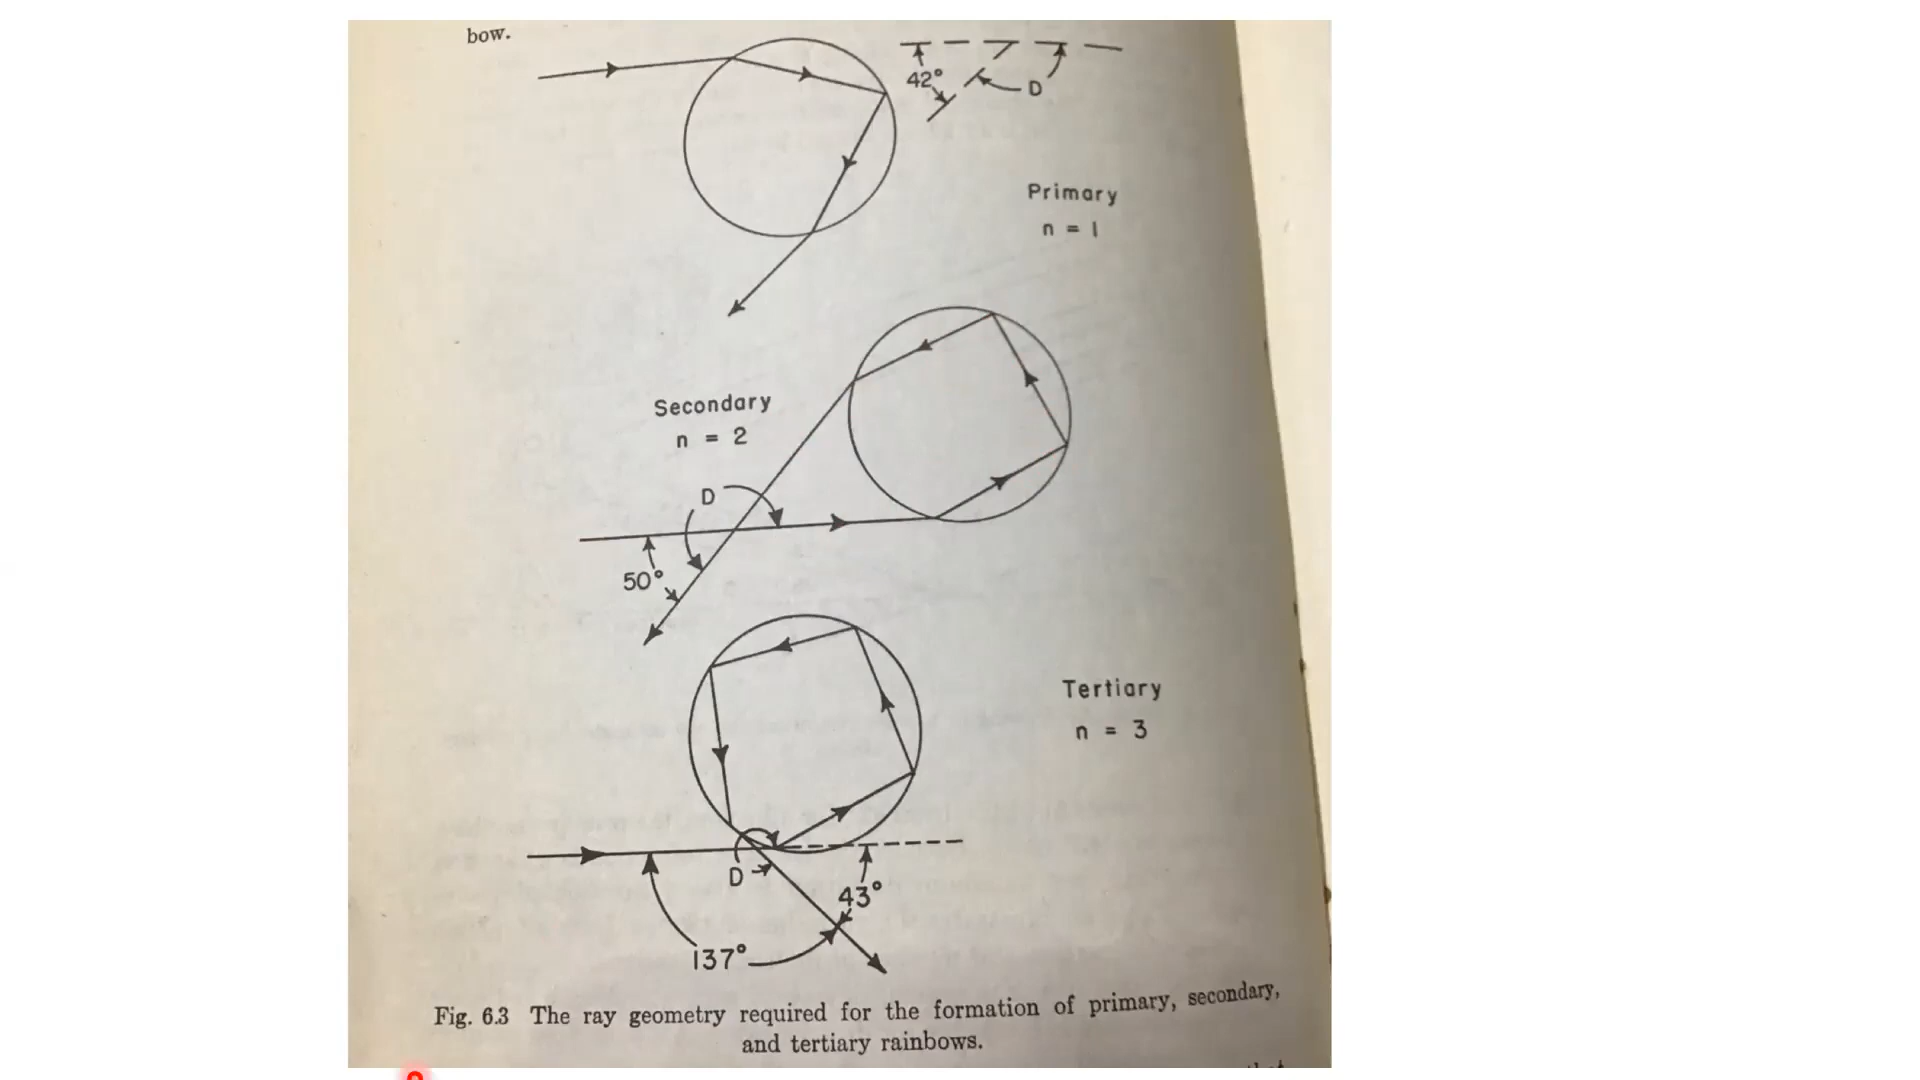 bow.
42°
D
Primary
n = 1
Secondary
n = 2
D
50°
Tertiary
n = 3
D
43°
137°
Fig. 6.3 The ray geometry required for the formation of primary, secondary,
and tertiary rainbows.